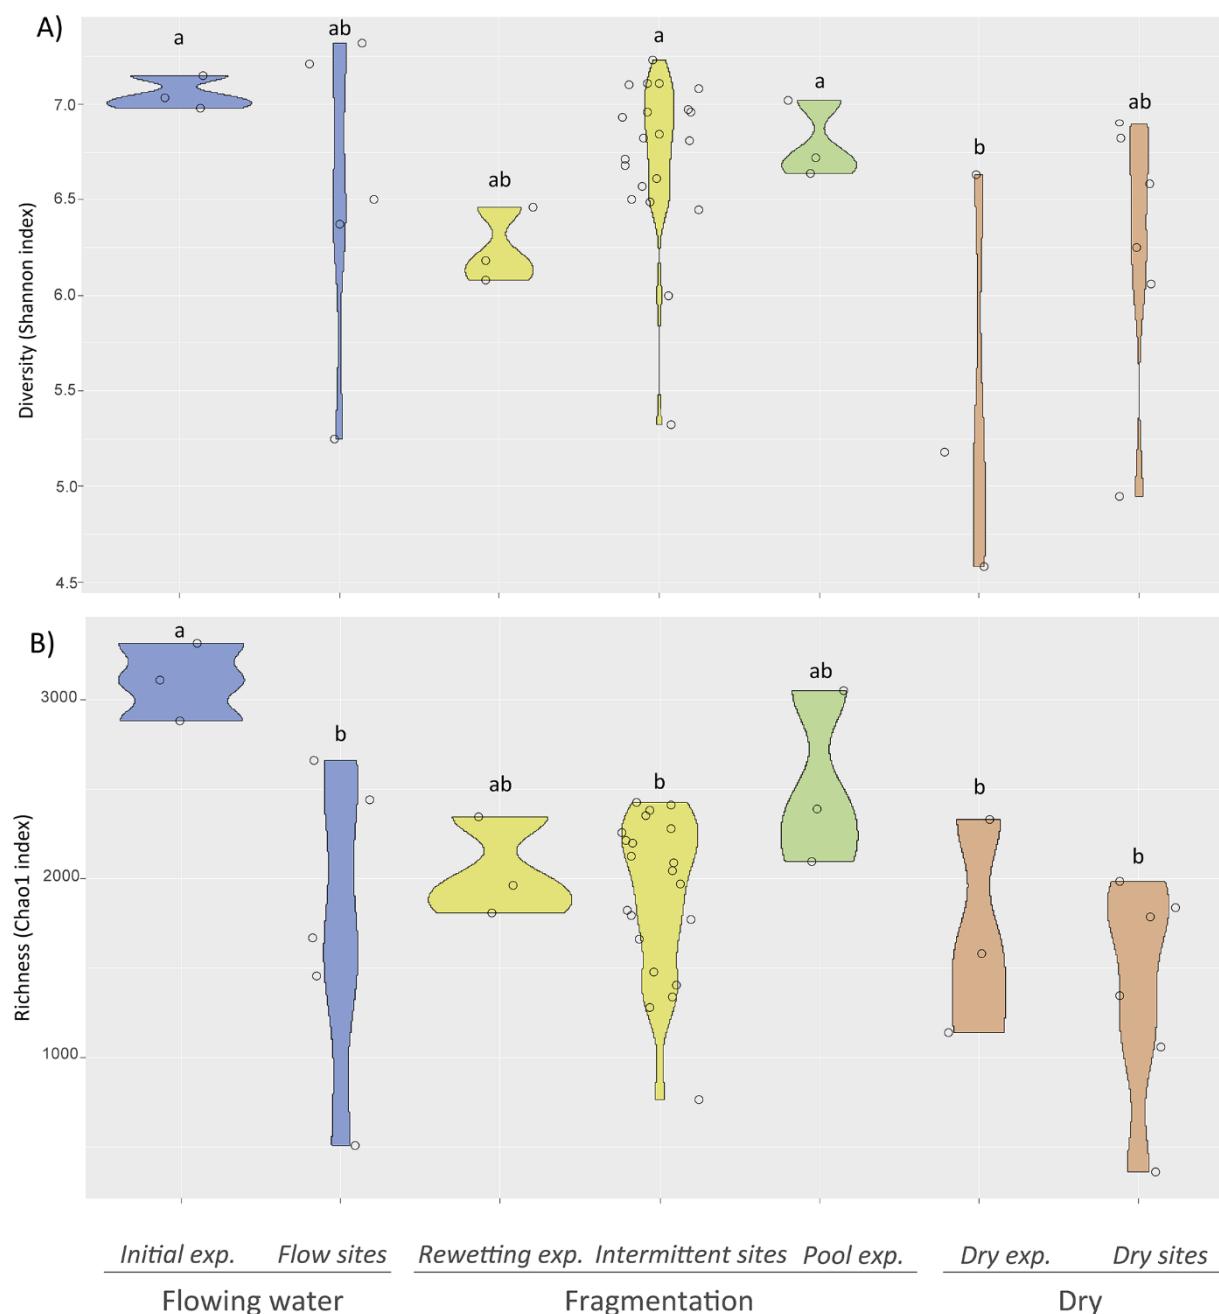 A)
a
ab
a
a
ab
b
ab
7.0
6.5
6.0
5.5
5.0
4.5
Diversity (Shannon index)
B)
a
ab
b
ab
b
b
b
3000
2000
1000
Richness (Chao1 index)
Initial exp. Flow sites Rewetting exp. Intermittent sites Pool exp. Dry exp. Dry sites
Flowing water Fragmentation Dry